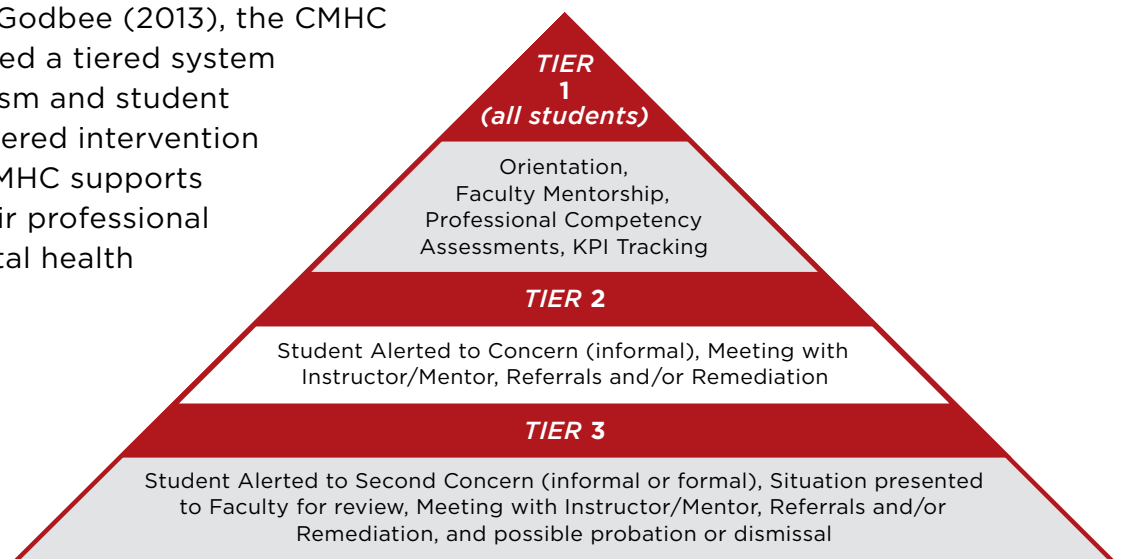 Godbee (2013), the CMHC
ed a tiered system
ism and student
ered intervention
MHC supports
ir professional
tal health
TIER
1
(all students)
Orientation,
Faculty Mentorship,
Professional Competency
Assessments, KPI Tracking
TIER 2
Student Alerted to Concern (informal), Meeting with
Instructor/Mentor, Referrals and/or Remediation
TIER 3
Student Alerted to Second Concern (informal or formal), Situation presented
to Faculty for review, Meeting with Instructor/Mentor, Referrals and/or
Remediation, and possible probation or dismissal